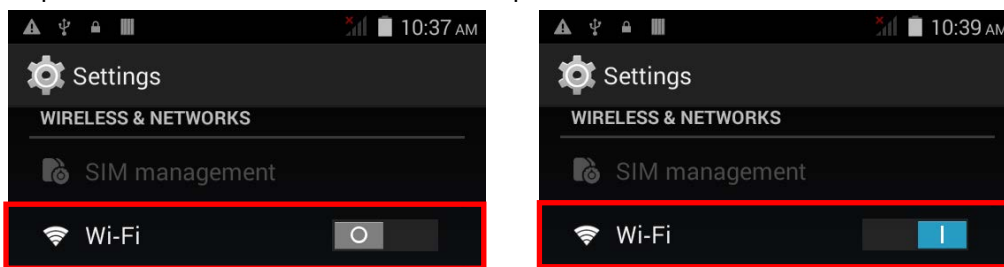 10:37 AM
Settings
WIRELESS & NETWORKS
SIM management
Wi-Fi
10:39 AM
Settings
WIRELESS & NETWORKS
SIM management
Wi-Fi